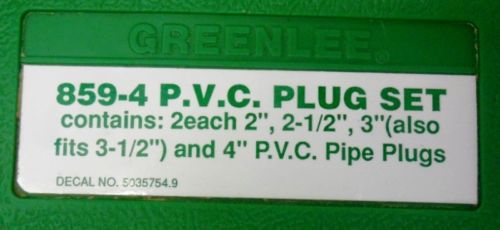 GREENLEE®
859-4 P.V.C. PLUG SET
contains: 2each 2", 2-1/2", 3"(also
fits 3-1/2") and 4" P.V.C. Pipe Plugs
DECAL NO. 5035754.9